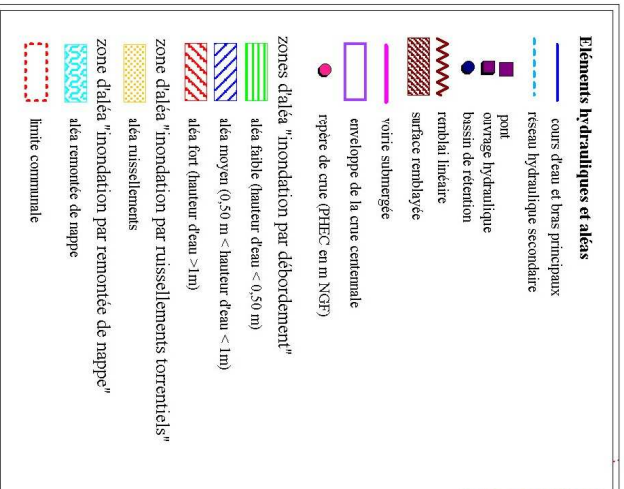 Eléments hydrauliques et aléas
cours d'eau et bras principaux
réseau hydraulique secondaire
pont
ouvrage hydraulique
bassin de rétention
remblai linéaire
surface remblayée
voirie submergée
enveloppe de la crue centennale
repère de crue (PHEC en m NGF)
zones d'aléa "inondation par débordement"
aléa faible (hauteur d'eau < 0,50 m)
aléa moyen (0,50 m < hauteur d'eau < 1m)
aléa fort (hauteur d'eau >1m)
zone d'aléa "inondation par ruissellements torrentiels"
aléa ruissellements
zone d'aléa "inondation par remontée de nappe"
aléa remontée de nappe
limite communale